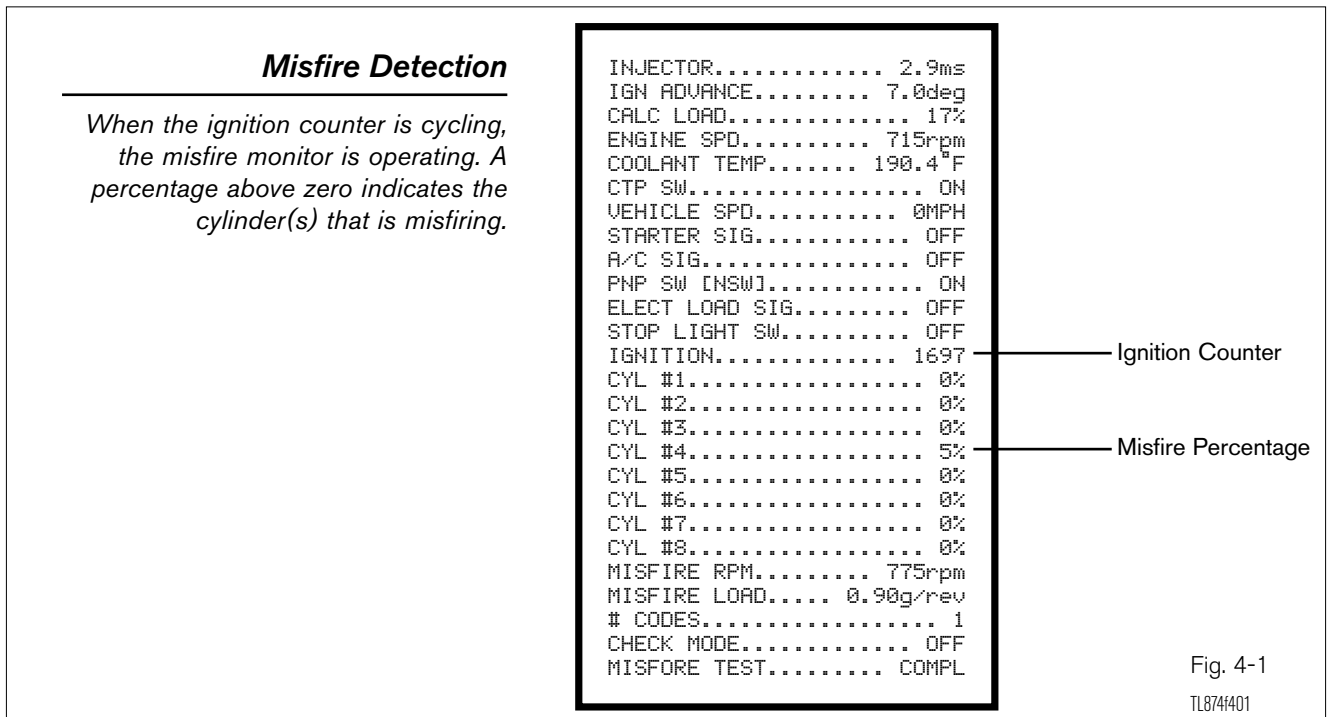 Misfire Detection
When the ignition counter is cycling,
the misfire monitor is operating. A
percentage above zero indicates the
cylinder(s) that is misfiring.
INJECTOR............. 2.9ms
IGN ADVANCE......... 7.0deg
CALC LOAD.............. 17%
ENGINE SPD.......... 715rpm
COOLANT TEMP....... 190.4°F
CTP SW.................. ON
VEHICLE SPD........... 0MPH
STARTER SIG............ OFF
A/C SIG................ OFF
PNP SW [NSW]............ ON
ELECT LOAD SIG......... OFF
STOP LIGHT SW.......... OFF
IGNITION.............. 1697
Ignition Counter
CYL #1.................. 0%
CYL #2.................. 0%
CYL #3.................. 0%
CYL #4.................. 5%
Misfire Percentage
CYL #5.................. 0%
CYL #6.................. 0%
CYL #7.................. 0%
CYL #8.................. 0%
MISFIRE RPM......... 775rpm
MISFIRE LOAD..... 0.90g/rev
# CODES.................. 1
CHECK MODE............. OFF
MISFORE TEST......... COMPL
Fig. 4-1
TL874f401